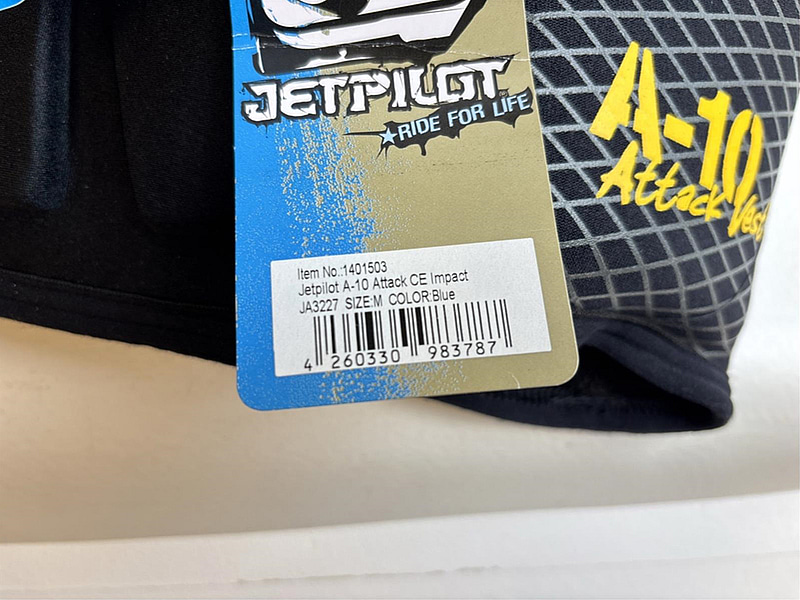 JETPILOT
RIDE FOR LIFE
A-10
Attack Vest
Item No.:1401503
Jetpilot A-10 Attack CE Impact
JA3227 SIZE:M COLOR:Blue
4 260330 983787